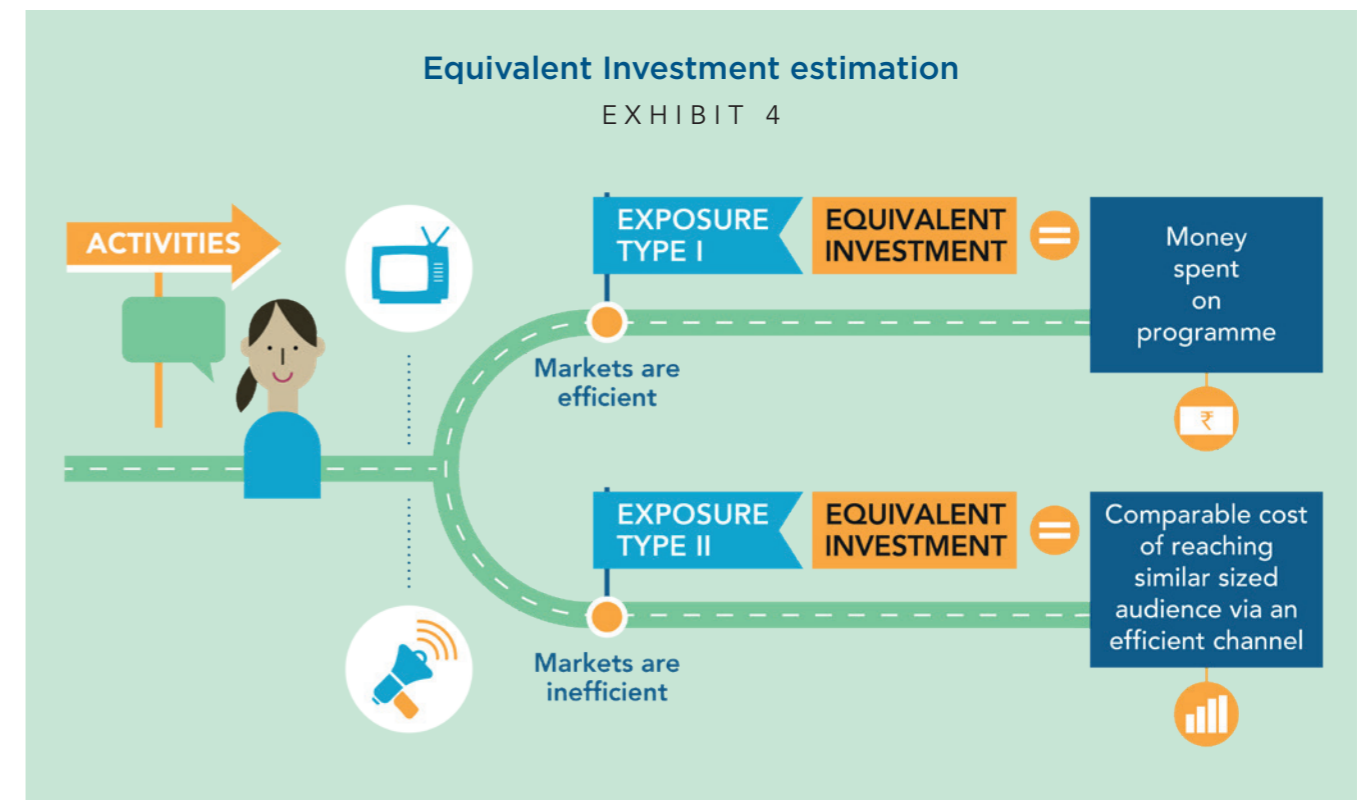 Equivalent Investment estimation
EXHIBIT 4
ACTIVITIES
EXPOSURE
TYPE I
EQUIVALENT
INVESTMENT
=
Money
spent
on
programme
₹
Markets are
efficient
EXPOSURE
TYPE II
EQUIVALENT
INVESTMENT
=
Comparable cost
of reaching
similar sized
audience via an
efficient channel
Markets are
inefficient